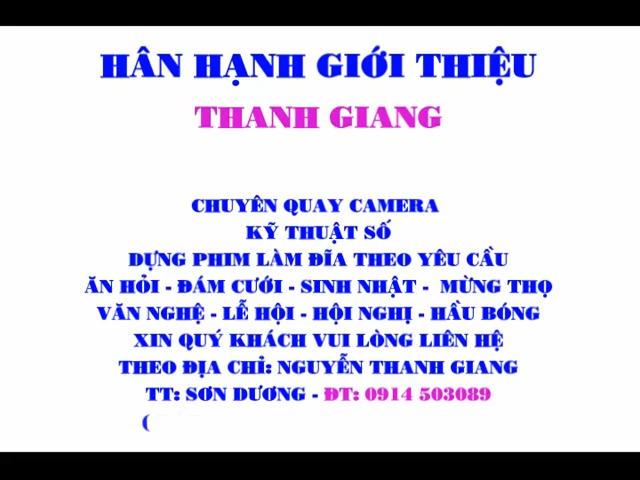 HÂN HẠNH GIỚI THIỆU
THANH GIANG
CHUYÊN QUAY CAMERA
KỸ THUẬT SỐ
DỰNG PHIM LÀM ĐĨA THEO YÊU CẦU
ĂN HỎI - ĐÁM CƯỚI - SINH NHẬT - MỪNG THỌ
VĂN NGHỆ - LỄ HỘI - HỘI NGHỊ - HẦU BÓNG
XIN QUÝ KHÁCH VUI LÒNG LIÊN HỆ
THEO ĐỊA CHỈ: NGUYỄN THANH GIANG
TT: SƠN DƯƠNG - ĐT: 0914 503089
(